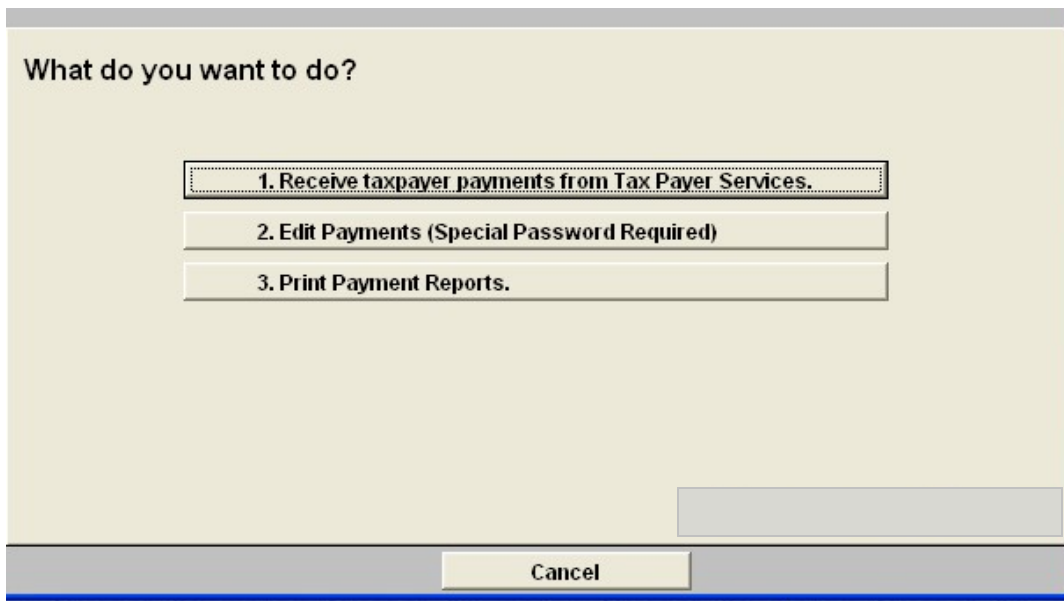 What do you want to do?
1. Receive taxpayer payments from Tax Payer Services.
2. Edit Payments (Special Password Required)
3. Print Payment Reports.
Cancel